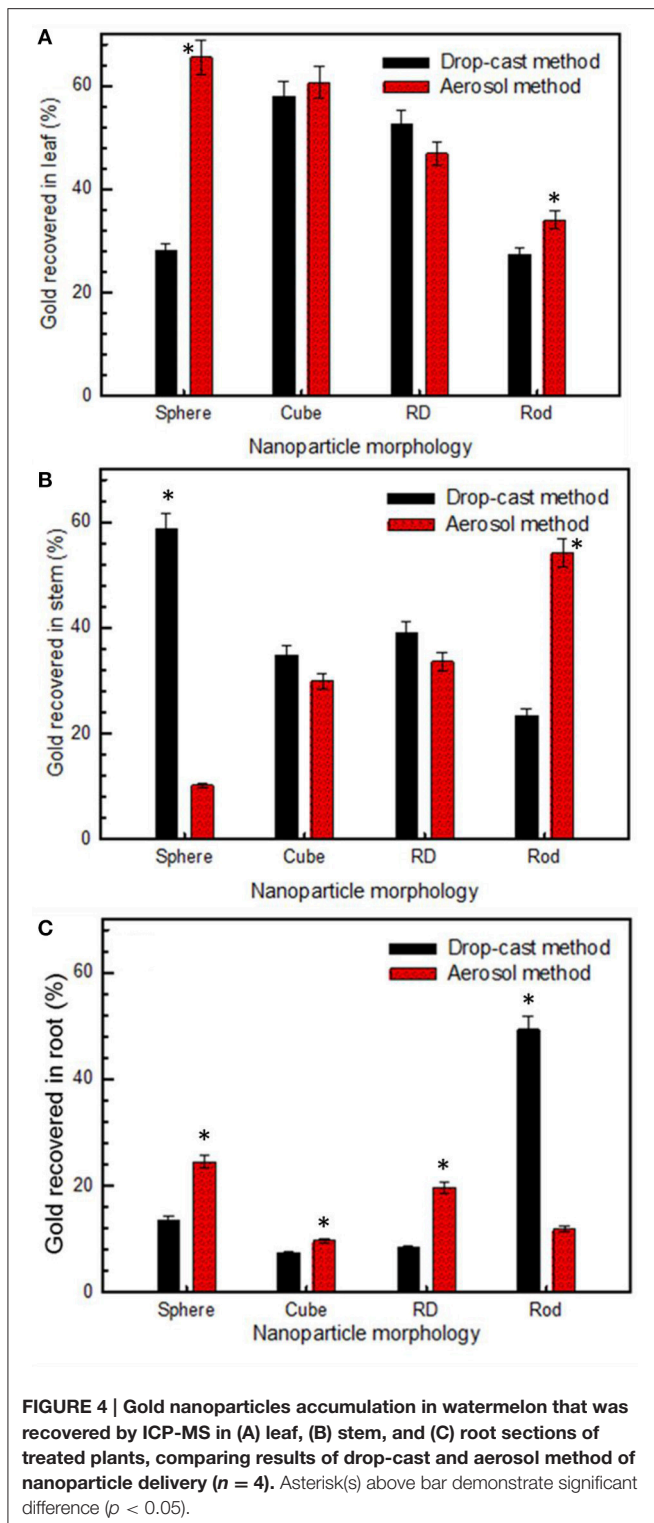 A
*
Drop-cast method
Aerosol method
60
40
20
0
*
Gold recovered in leaf (%)
Sphere Cube RD Rod
Nanoparticle morphology
B
*
Drop-cast method
Aerosol method
60
40
20
0
*
Gold recovered in stem (%)
Sphere Cube RD Rod
Nanoparticle morphology
C
Drop-cast method
Aerosol method
60
40
20
0
*
*
*
*
Gold recovered in root (%)
Sphere Cube RD Rod
Nanoparticle morphology
FIGURE 4 | Gold nanoparticles accumulation in watermelon that was
recovered by ICP-MS in (A) leaf, (B) stem, and (C) root sections of
treated plants, comparing results of drop-cast and aerosol method of
nanoparticle delivery (n = 4). Asterisk(s) above bar demonstrate significant
difference (p < 0.05).